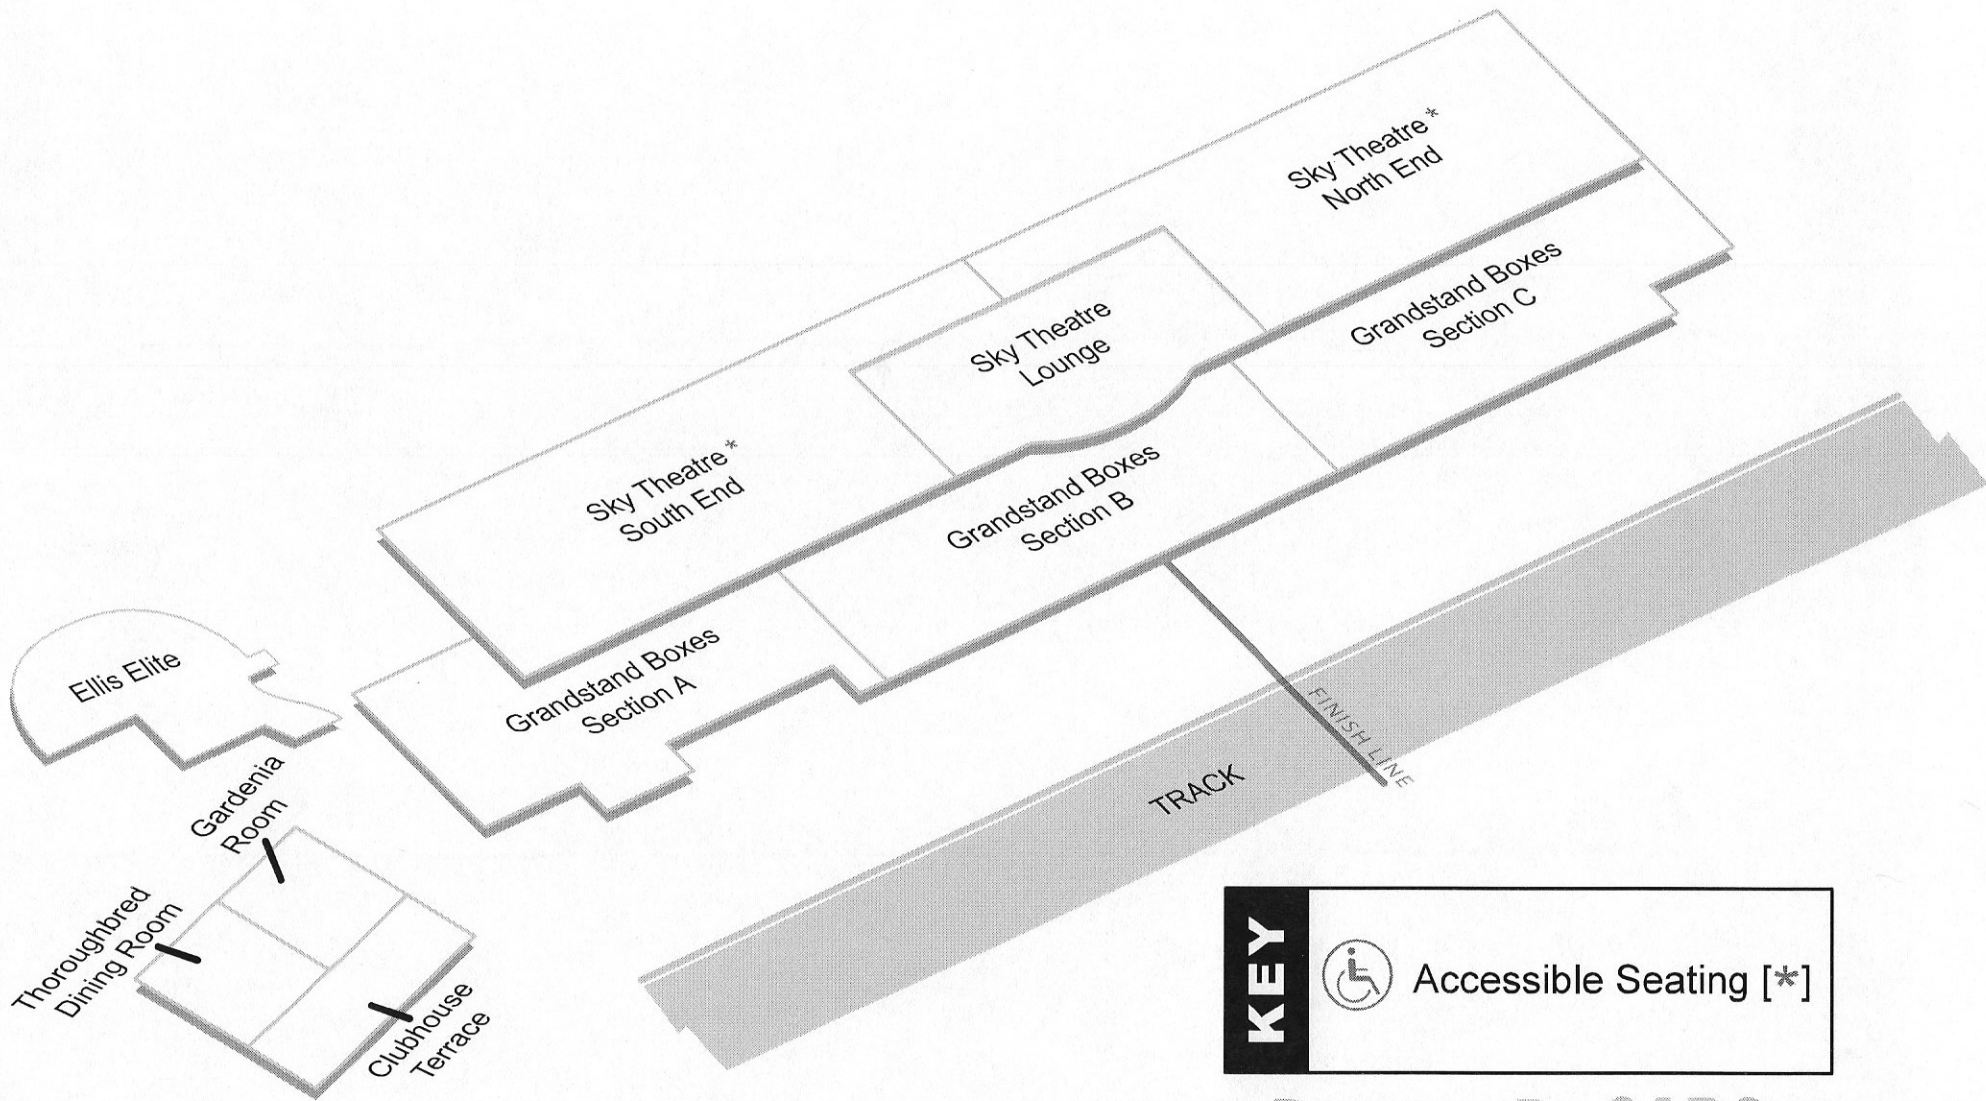 Sky Theatre *
North End
Grandstand Boxes
Section C
Sky Theatre
Lounge
Sky Theatre *
South End
Grandstand Boxes
Section B
Ellis Elite
Grandstand Boxes
Section A
FINISH LINE
TRACK
Gardenia
Room
Thoroughbred
Dining Room
Clubhouse
Terrace
KEY
Accessible Seating [*]